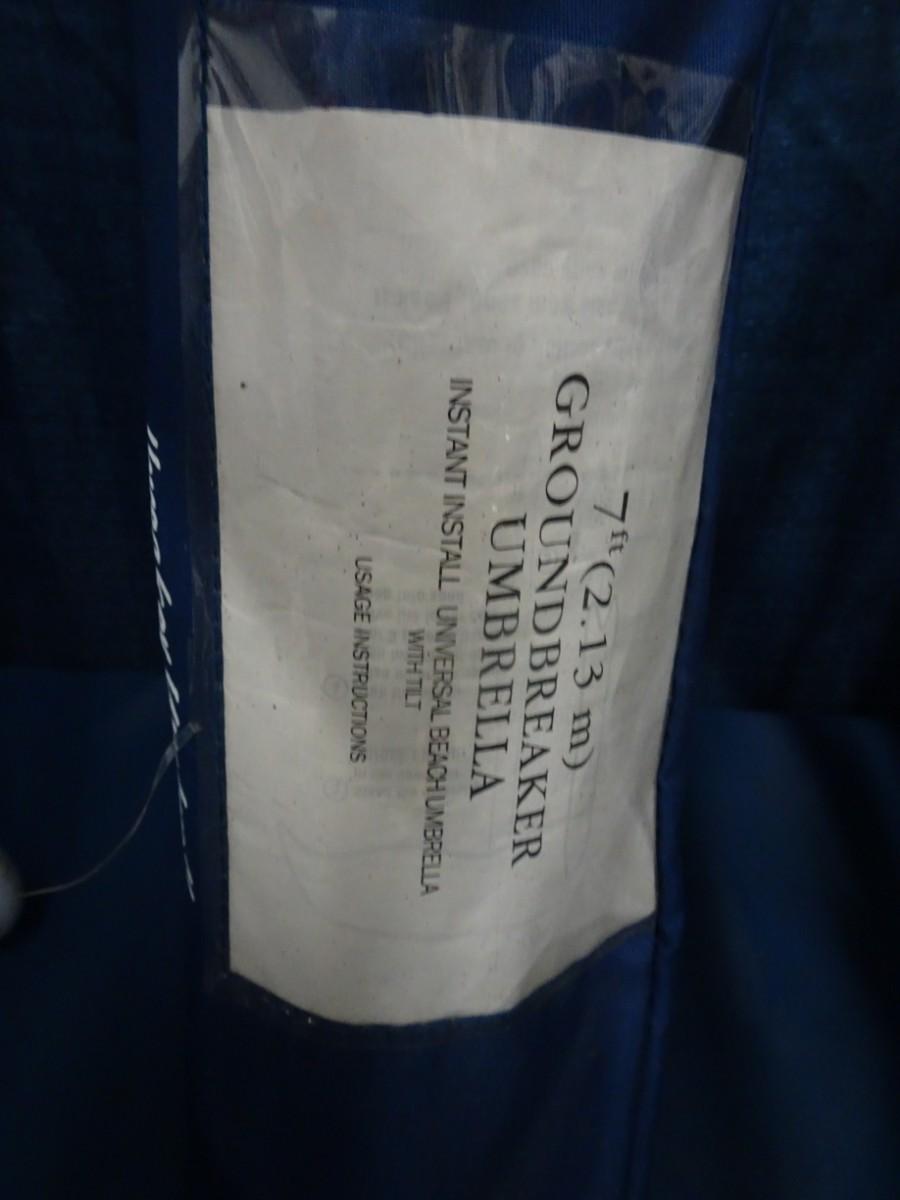 7ft (2.13 m)
GROUNDBREAKER
UMBRELLA
INSTANT INSTALL UNIVERSAL BEACH UMBRELLA
WITH TILT
USAGE INSTRUCTIONS